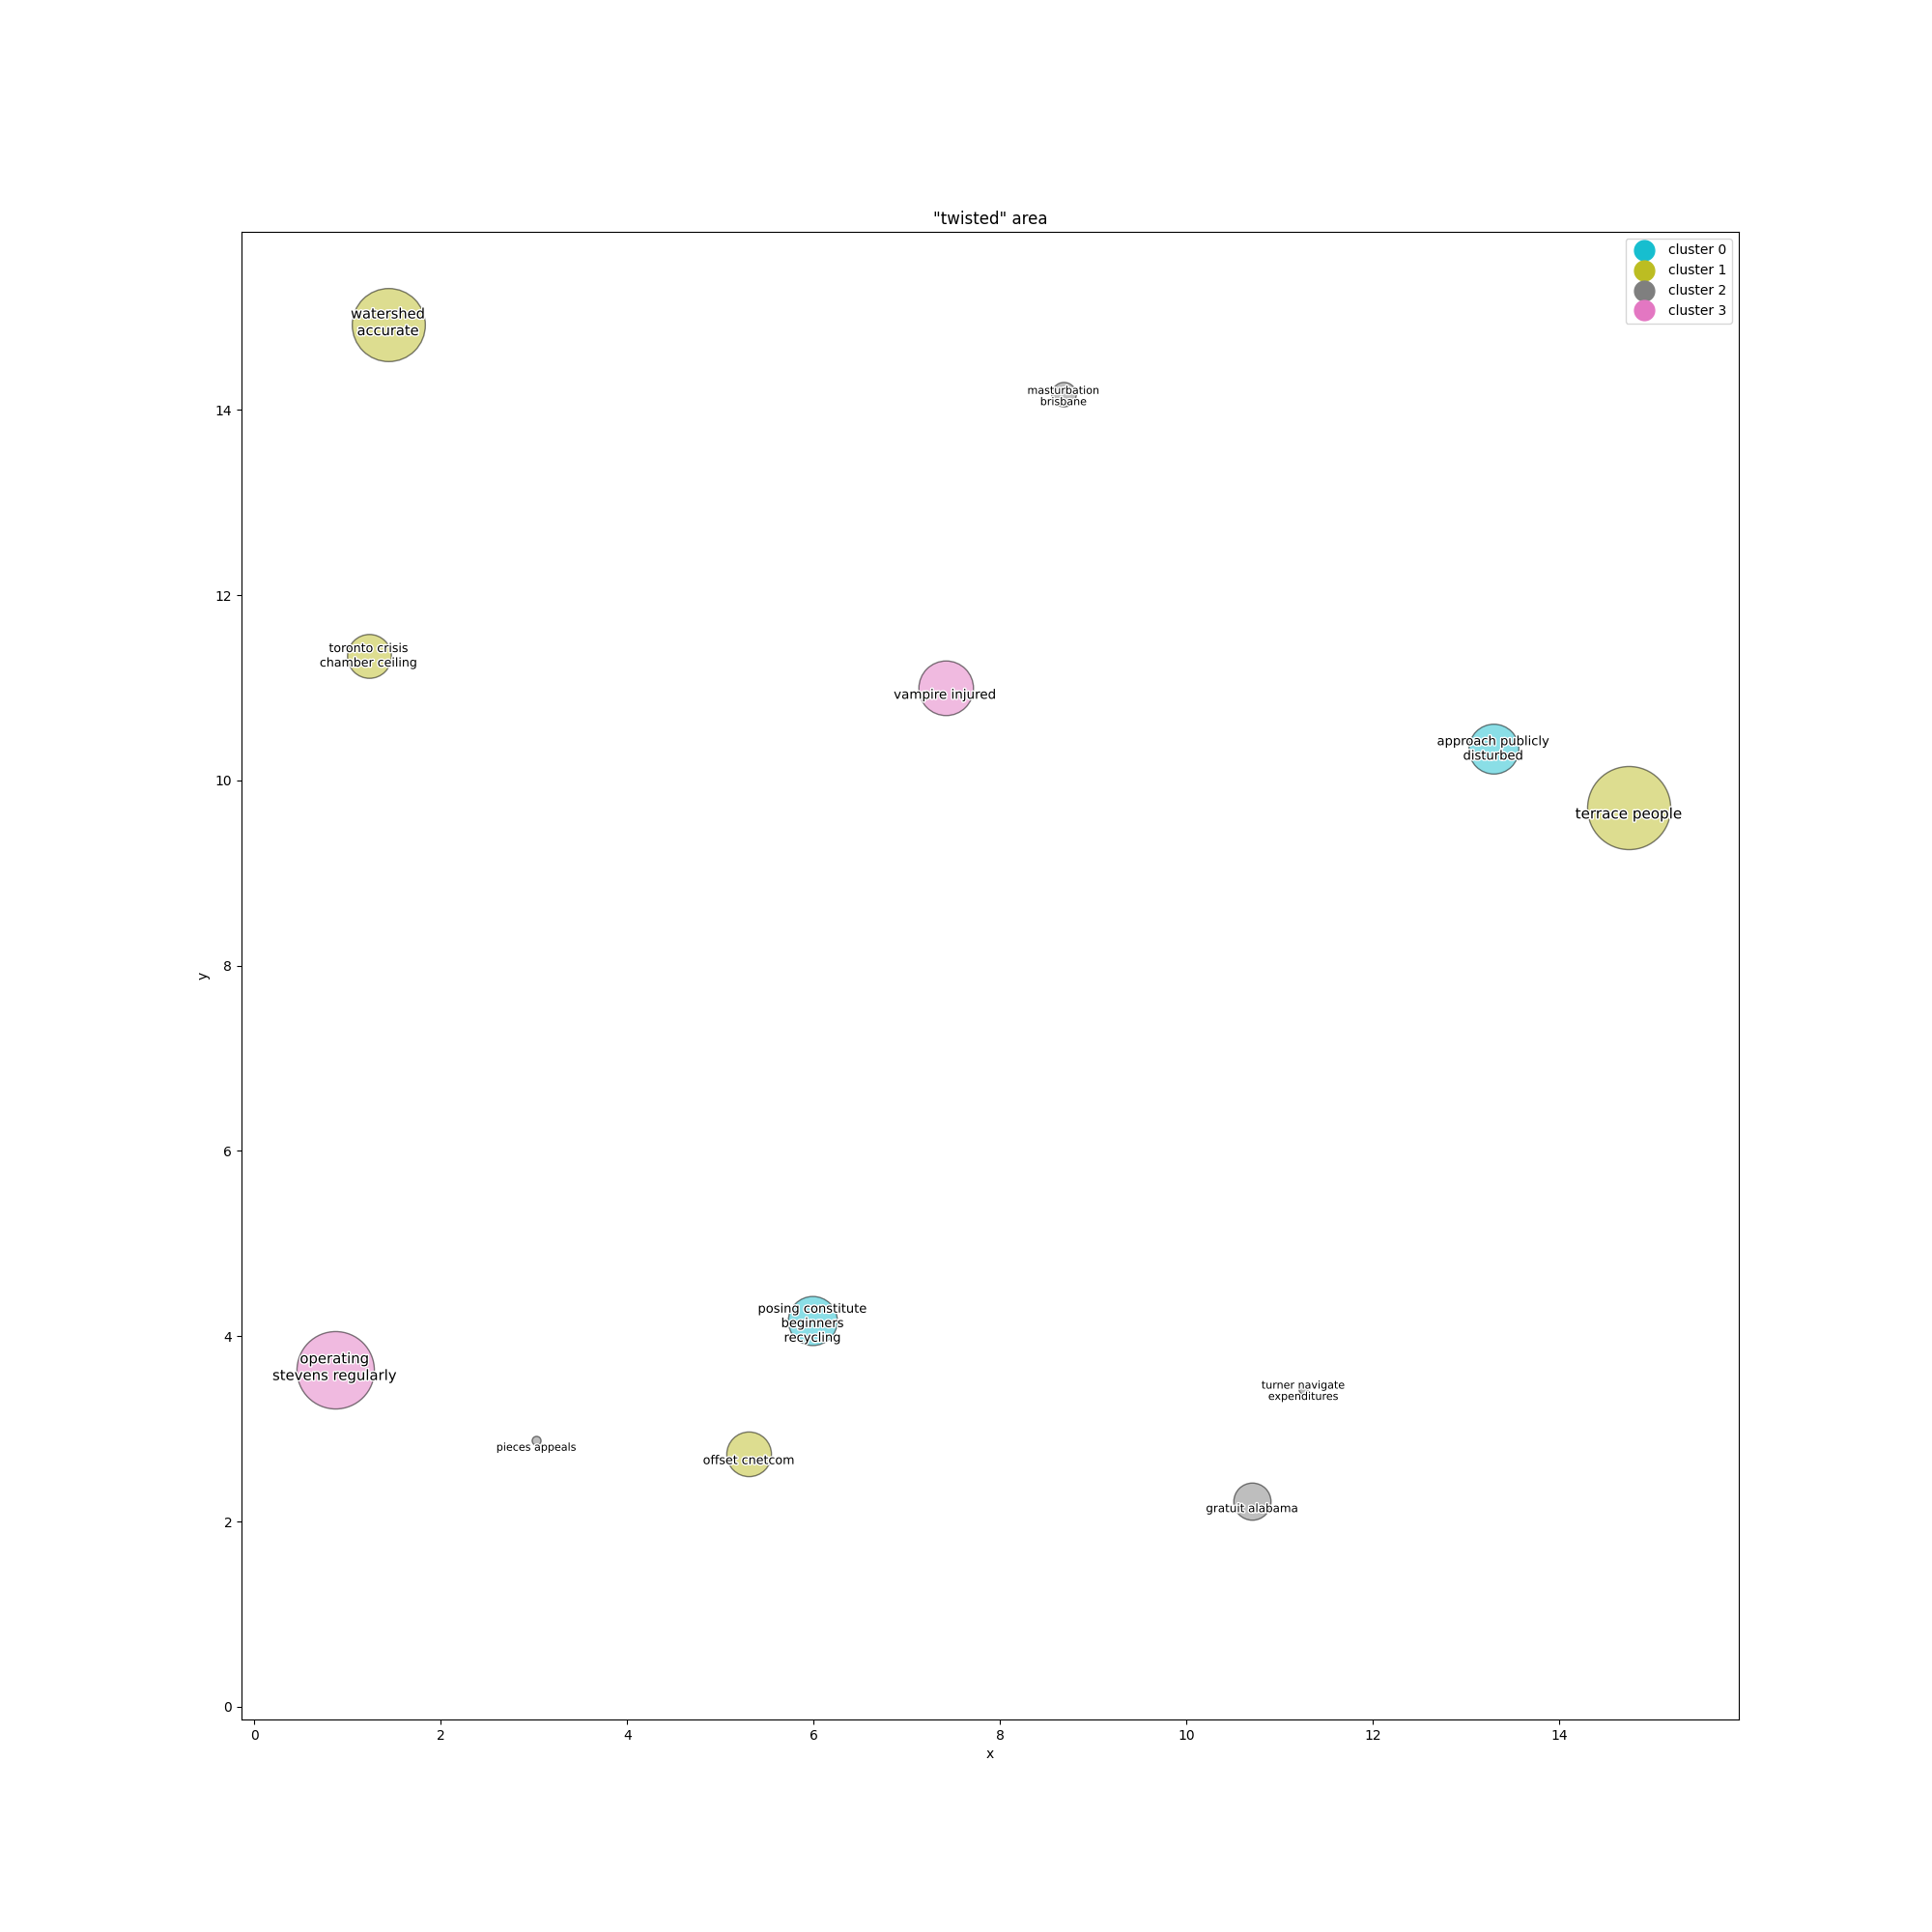 "twisted" area
cluster 0
cluster 1
cluster 2
cluster 3
watershed
accurate
masturbation
brisbane
toronto crisis
chamber ceiling
vampire injured
approach publicly
disturbed
terrace people
posing constitute
beginners
recycling
operating
stevens regularly
turner navigate
expenditures
pieces appeals
offset cnetcom
gratuit alabama
y
14
12
10
8
6
4
2
0
0 2 4 6 8 10 12 14
x